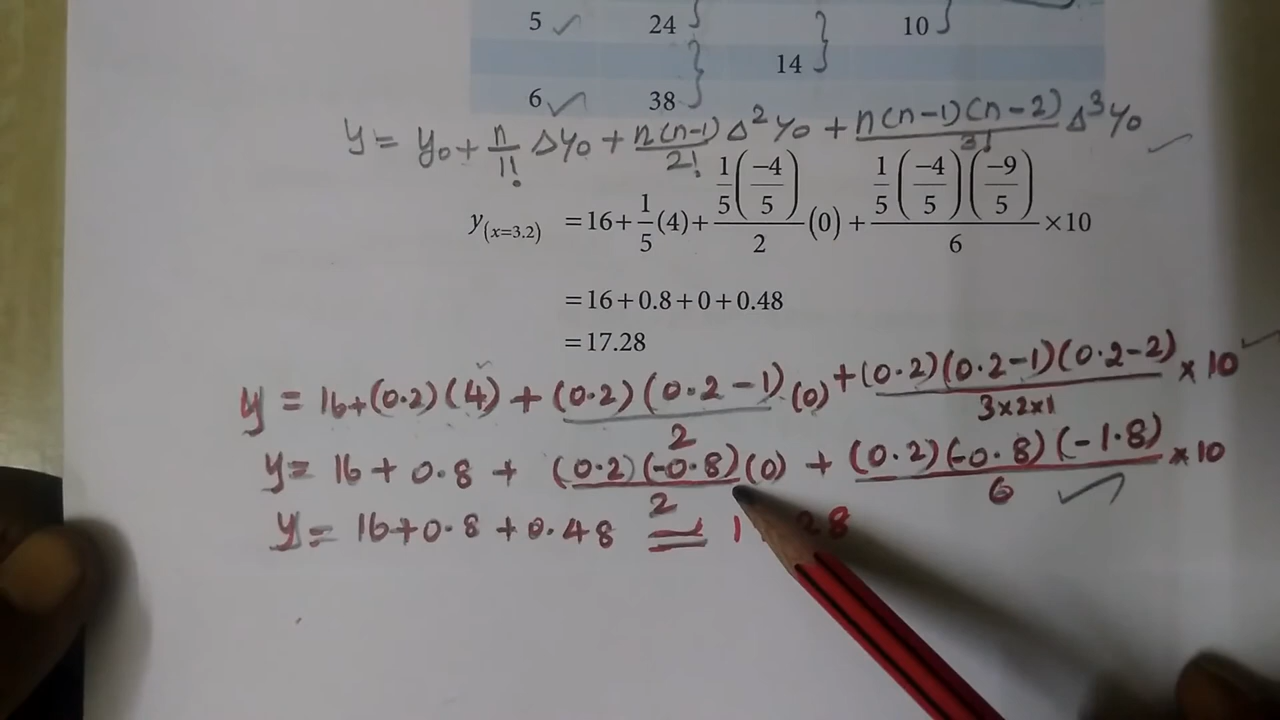 5 24 10
14
6 38
y = y₀ + n/1! Δy₀ + n(n-1)/2! Δ²y₀ + n(n-1)(n-2)/3! Δ³y₀
y(x=3.2) = 16 + 1/5 (4) + 1/5(-4/5)/2 (0) + 1/5(-4/5)(-9/5)/6 ×10
= 16 + 0.8 + 0 + 0.48
= 17.28
y = 16 + (0.2)(4) + (0.2)(0.2-1)/2 (0) + (0.2)(0.2-1)(0.2-2)/3×2×1 × 10
y = 16 + 0.8 + (0.2)(-0.8)/2 (0) + (0.2)(-0.8)(-1.8)/6 × 10
y = 16 + 0.8 + 0.48 = 1 28